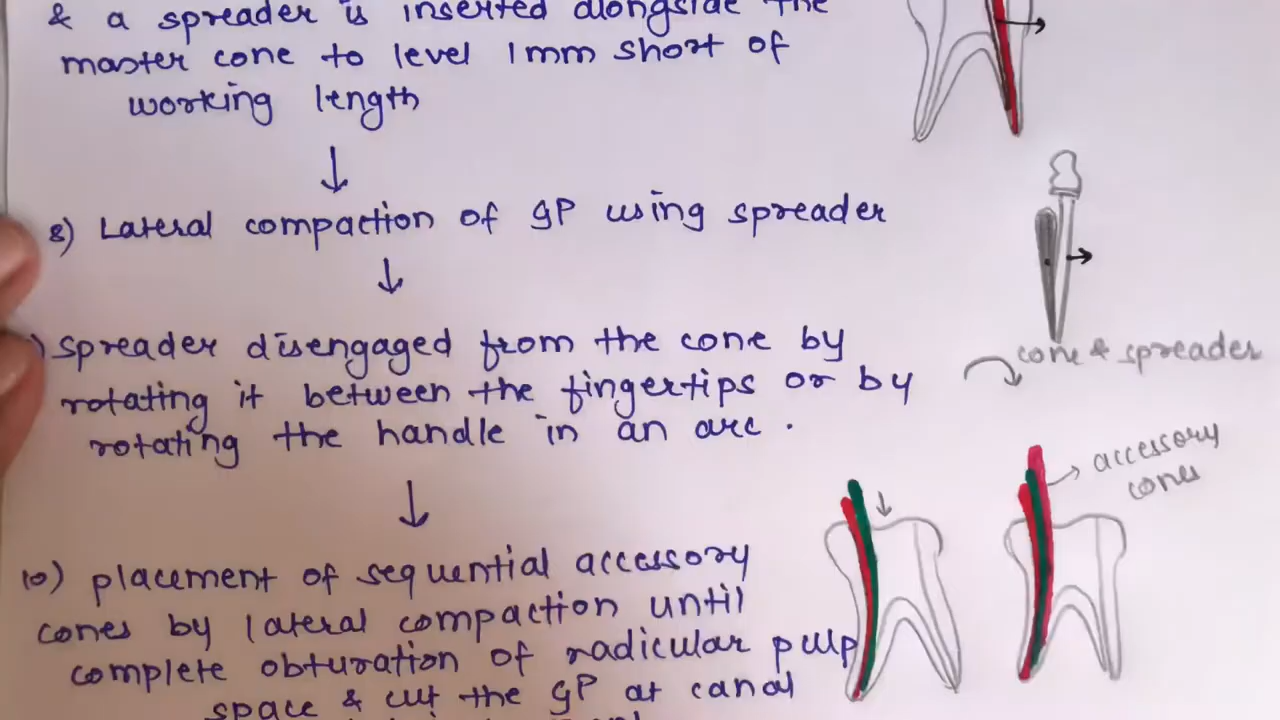 & a spreader is inserted alongside the
master cone to level 1mm short of
working length
8) Lateral compaction of GP using spreader
cone & spreader
) spreader disengaged from the cone by
rotating it between the fingertips or by
rotating the handle in an arc.
accessory
cones
10) placement of sequential accessory
cones by lateral compaction until
complete obturation of radicular pulp
space & cut the GP at canal